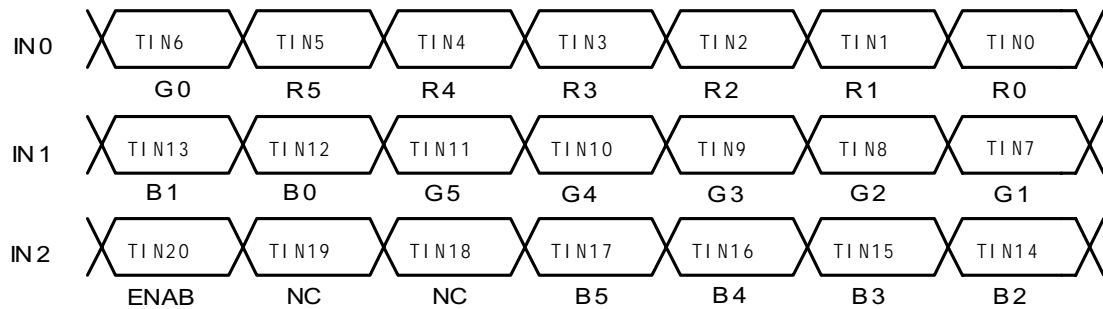 IN0 TIN6 TIN5 TIN4 TIN3 TIN2 TIN1 TIN0
G0 R5 R4 R3 R2 R1 R0
IN1 TIN13 TIN12 TIN11 TIN10 TIN9 TIN8 TIN7
B1 B0 G5 G4 G3 G2 G1
IN2 TIN20 TIN19 TIN18 TIN17 TIN16 TIN15 TIN14
ENAB NC NC B5 B4 B3 B2